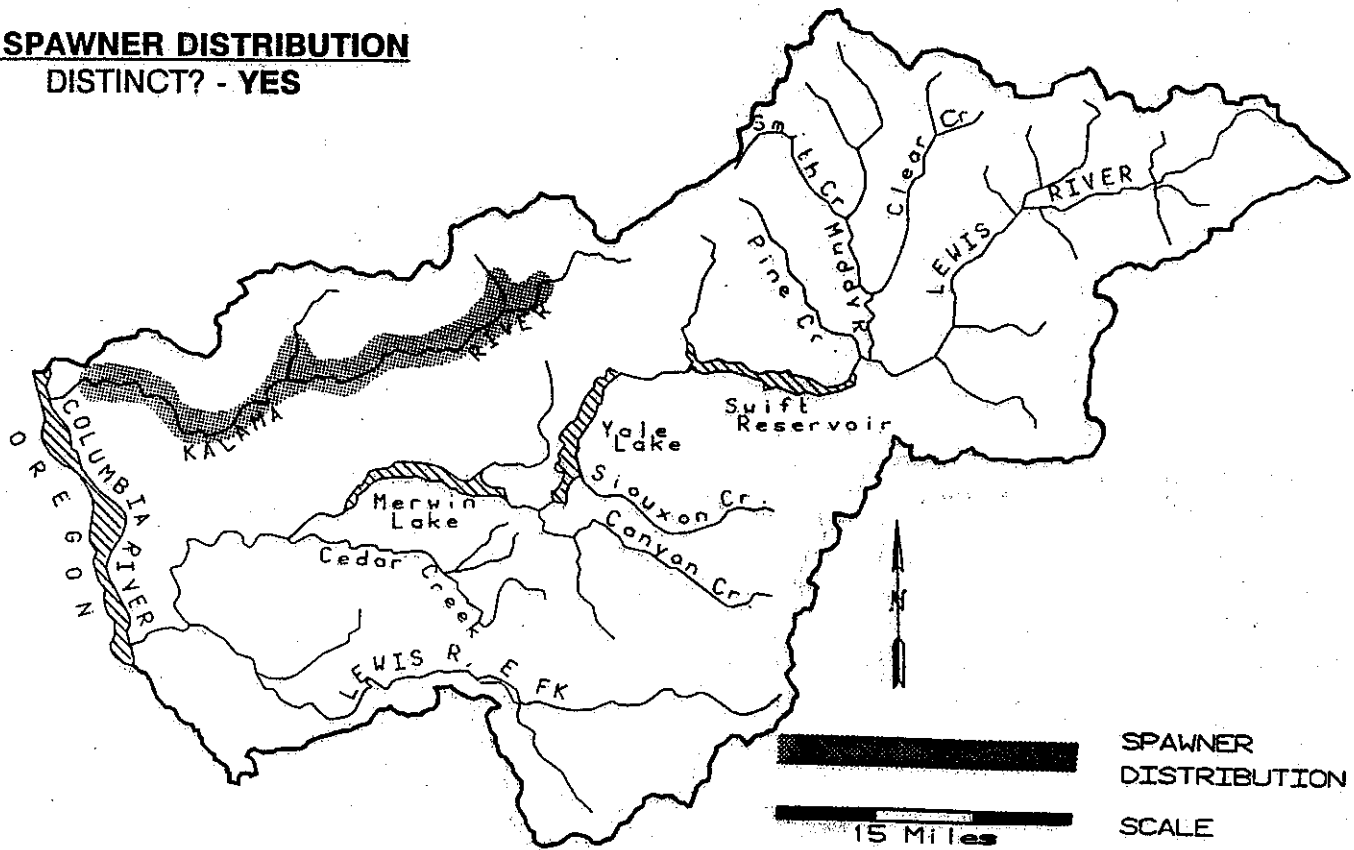 SPAWNER DISTRIBUTION
DISTINCT? - YES
Smith Cr
Clear Cr
Muddy R
Pine Cr.
LEWIS RIVER
KALAMA RIVER
COLUMBIA RIVER
OREGON
Swift
Reservoir
Yale
Lake
Siouxon Cr.
Merwin
Lake
Canyon Cr.
Cedar Creek
LEWIS R. E FK
N
SPAWNER
DISTRIBUTION
15 Miles
SCALE